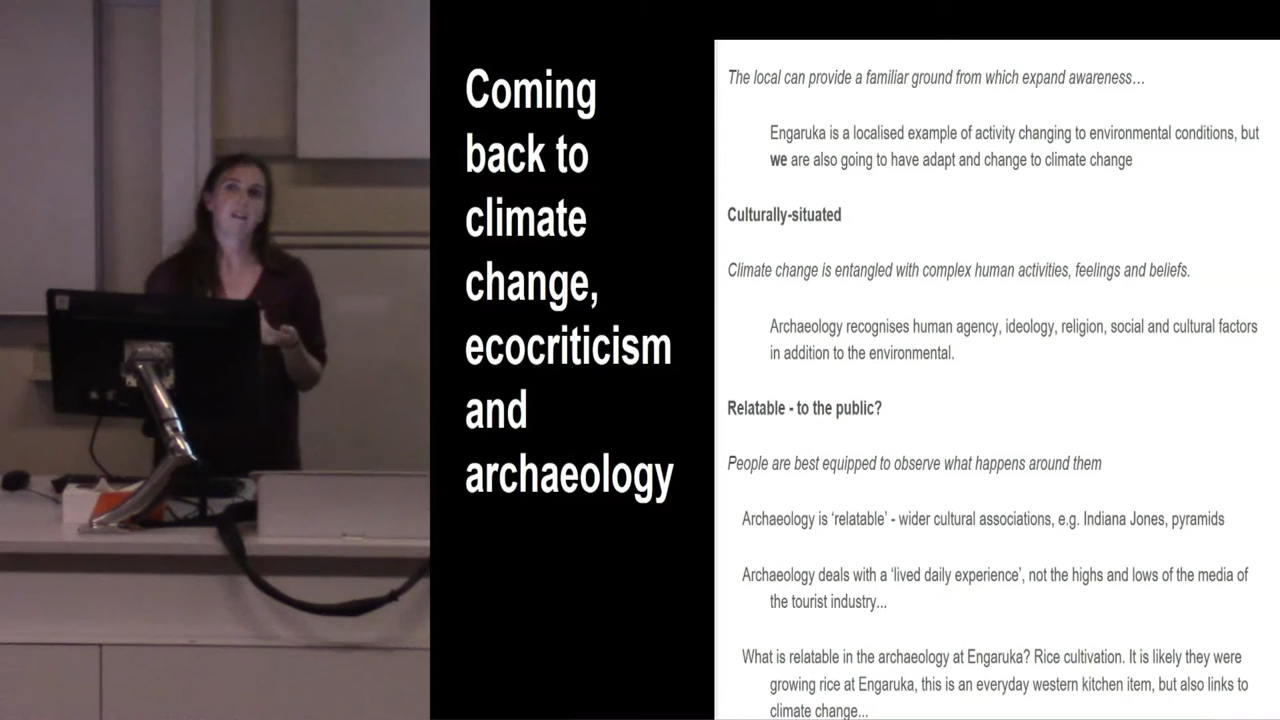 Coming
back to
climate
change,
ecocriticism
and
archaeology
The local can provide a familiar ground from which expand awareness…
Engaruka is a localised example of activity changing to environmental conditions, but
we are also going to have adapt and change to climate change
Culturally-situated
Climate change is entangled with complex human activities, feelings and beliefs.
Archaeology recognises human agency, ideology, religion, social and cultural factors
in addition to the environmental.
Relatable - to the public?
People are best equipped to observe what happens around them
Archaeology is ‘relatable’ - wider cultural associations, e.g. Indiana Jones, pyramids
Archaeology deals with a ‘lived daily experience’, not the highs and lows of the media of
the tourist industry...
What is relatable in the archaeology at Engaruka? Rice cultivation. It is likely they were
growing rice at Engaruka, this is an everyday western kitchen item, but also links to
climate change...